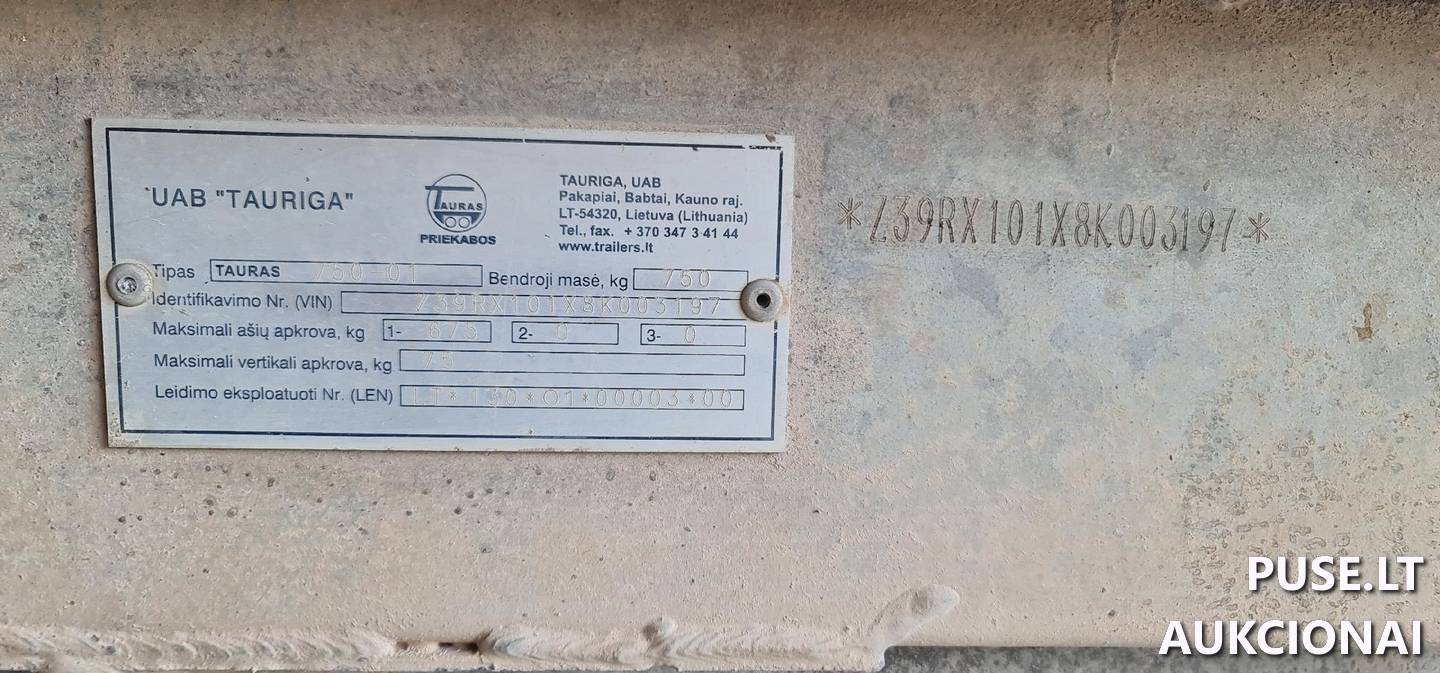 UAB "TAURIGA"
TAURAS
PRIEKABOS
TAURIGA, UAB
Pakapiai, Babtai, Kauno raj.
LT-54320, Lietuva (Lithuania)
Tel., fax. + 370 347 3 41 44
www.trailers.lt
Tipas TAURAS 750-01 Bendroji masė, kg 750
Identifikavimo Nr. (VIN) Z39RX101X8K003197
Maksimali ašių apkrova, kg 1- 675 2- 0 3- 0
Maksimali vertikali apkrova, kg 75
Leidimo eksploatuoti Nr. (LEN) LT*130*01*00003*00
*Z39RX101X8K003197*
PUSE.LT
AUKCIONAI